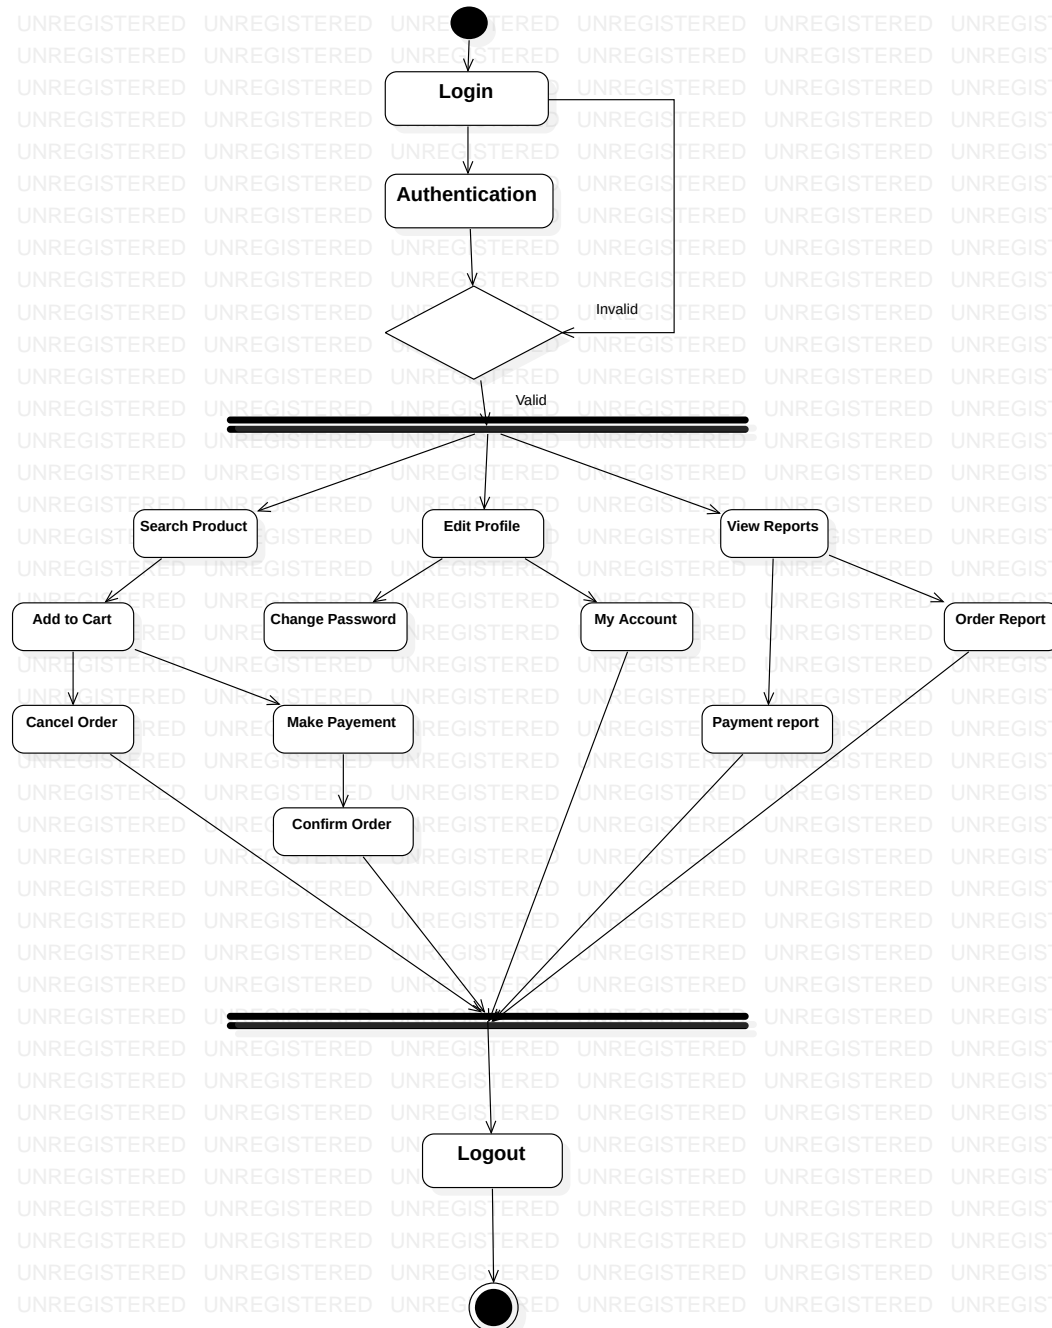 Login
Authentication
Invalid
Valid
Search Product
Edit Profile
View Reports
Add to Cart
Change Password
My Account
Order Report
Cancel Order
Make Payement
Payment report
Confirm Order
Logout
UNREGISTERED